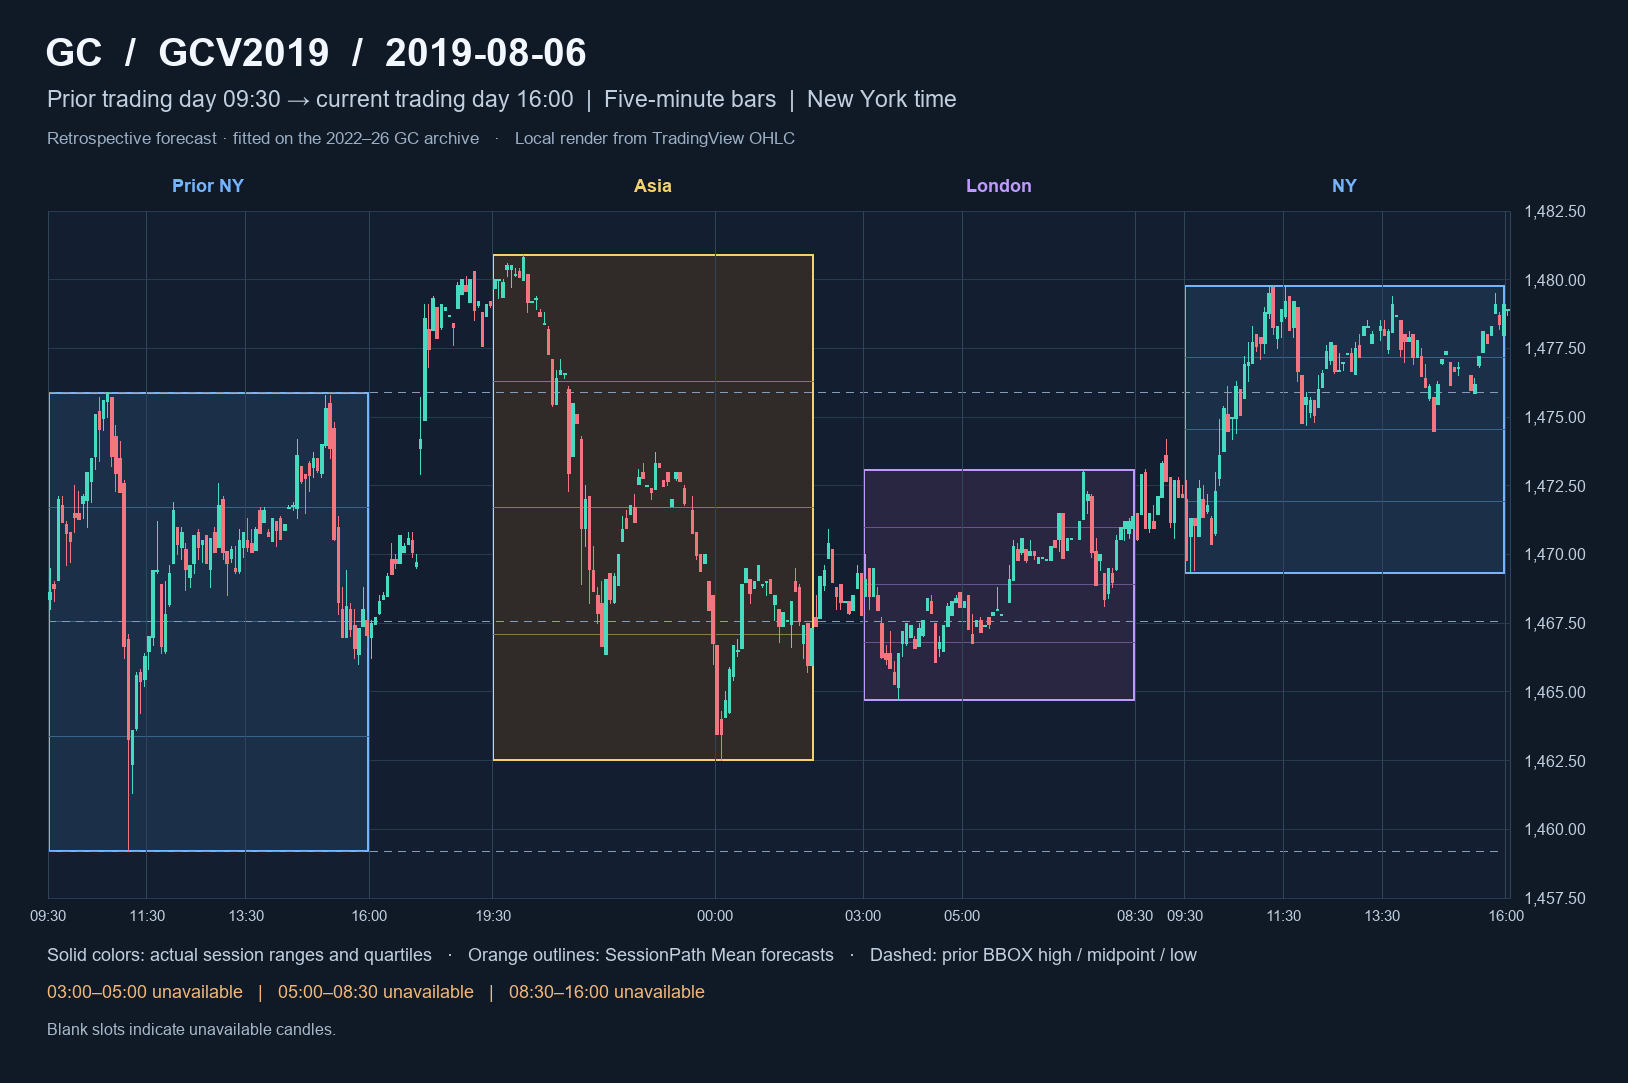 GC / GCV2019 / 2019-08-06
Prior trading day 09:30 → current trading day 16:00 | Five-minute bars | New York time
Retrospective forecast · fitted on the 2022–26 GC archive · Local render from TradingView OHLC
Prior NY Asia London NY
1,482.50
1,480.00
1,477.50
1,475.00
1,472.50
1,470.00
1,467.50
1,465.00
1,462.50
1,460.00
1,457.50
09:30 11:30 13:30 16:00 19:30 00:00 03:00 05:00 08:30 09:30 11:30 13:30 16:00
Solid colors: actual session ranges and quartiles · Orange outlines: SessionPath Mean forecasts · Dashed: prior BBOX high / midpoint / low
03:00–05:00 unavailable | 05:00–08:30 unavailable | 08:30–16:00 unavailable
Blank slots indicate unavailable candles.